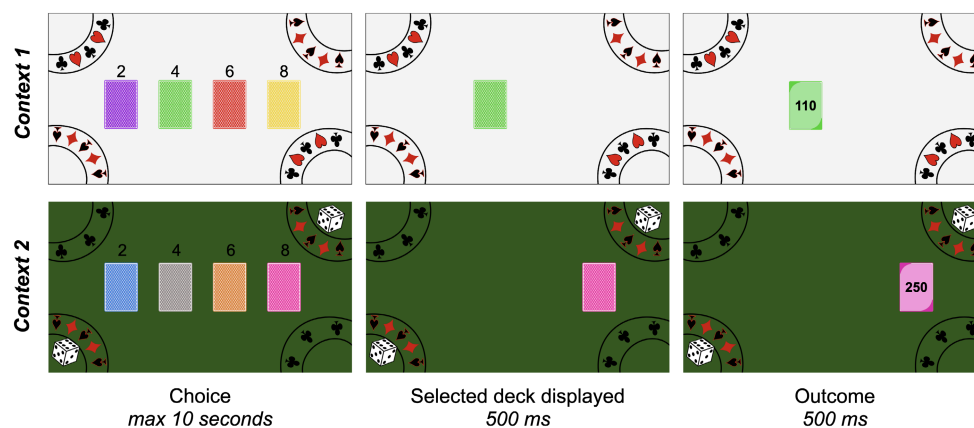 Context 1
2 4 6 8
110
Context 2
2 4 6 8
250
Choice
max 10 seconds
Selected deck displayed
500 ms
Outcome
500 ms